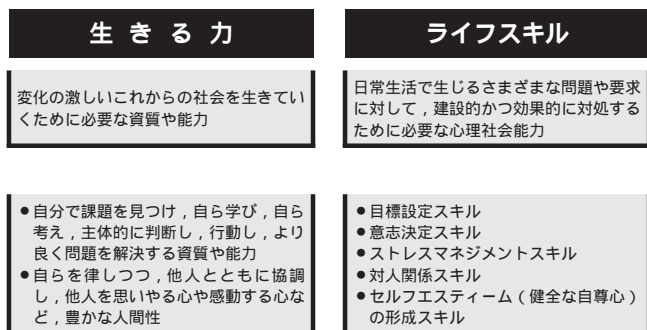 生きる力
変化の激しいこれからの社会を生きてい
くために必要な資質や能力
●自分で課題を見つけ，自ら学び，自ら
考え，主体的に判断し，行動し，より
良く問題を解決する資質や能力
●自らを律しつつ，他人とともに協調
し，他人を思いやる心や感動する心な
ど，豊かな人間性
ライフスキル
日常生活で生じるさまざまな問題や要求
に対して，建設的かつ効果的に対処する
ために必要な心理社会能力
●目標設定スキル
●意志決定スキル
●ストレスマネジメントスキル
●対人関係スキル
●セルフエスティーム（健全な自尊心）
の形成スキル